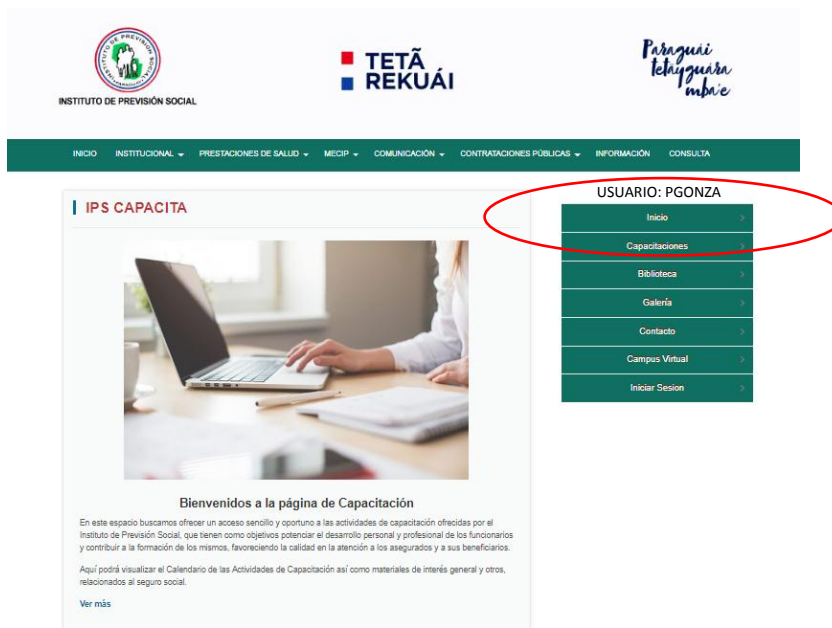 INSTITUTO DE PREVISIÓN SOCIAL
INSTITUTO DE PREVISIÓN SOCIAL
TETÃ
REKUÁI
Paraguái
tetãyguára
mba'e
INICIO INSTITUCIONAL PRESTACIONES DE SALUD MECIP COMUNICACIÓN CONTRATACIONES PÚBLICAS INFORMACIÓN CONSULTA
IPS CAPACITA
USUARIO: PGONZA
Inicio
Capacitaciones
Biblioteca
Galería
Contacto
Campus Virtual
Iniciar Sesion
Bienvenidos a la página de Capacitación
En este espacio buscamos ofrecer un acceso sencillo y oportuno a las actividades de capacitación ofrecidas por el
Instituto de Previsión Social, que tienen como objetivos potenciar el desarrollo personal y profesional de los funcionarios
y contribuir a la formación de los mismos, favoreciendo la calidad en la atención a los asegurados y a sus beneficiarios.
Aquí podrá visualizar el Calendario de las Actividades de Capacitación así como materiales de interés general y otros,
relacionados al seguro social.
Ver más